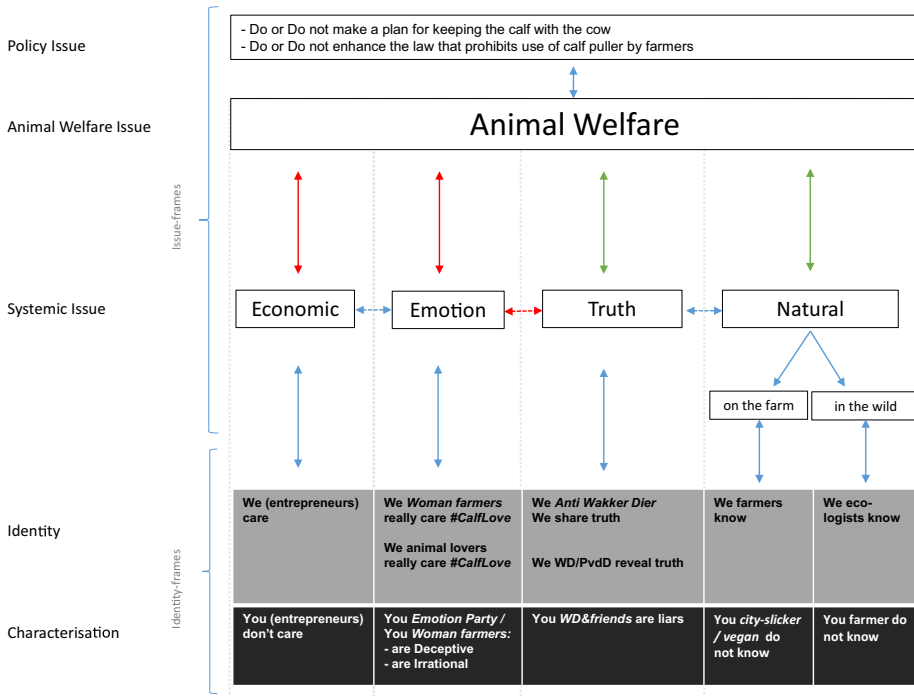 Policy Issue
- Do or Do not make a plan for keeping the calf with the cow
- Do or Do not enhance the law that prohibits use of calf puller by farmers
Animal Welfare Issue
Animal Welfare
Issue-frames
Systemic Issue
Economic
Emotion
Truth
Natural
on the farm
in the wild
Identity-frames
Identity
We (entrepreneurs)
care
We Woman farmers
really care #CalfLove
We animal lovers
really care #CalfLove
We Anti Wakker Dier
We share truth
We WD/PvdD reveal truth
We farmers
know
We eco-
logists know
Characterisation
You (entrepreneurs)
don't care
You Emotion Party /
You Woman farmers:
- are Deceptive
- are Irrational
You WD&friends are liars
You city-slicker
/ vegan do
not know
You farmer do
not know